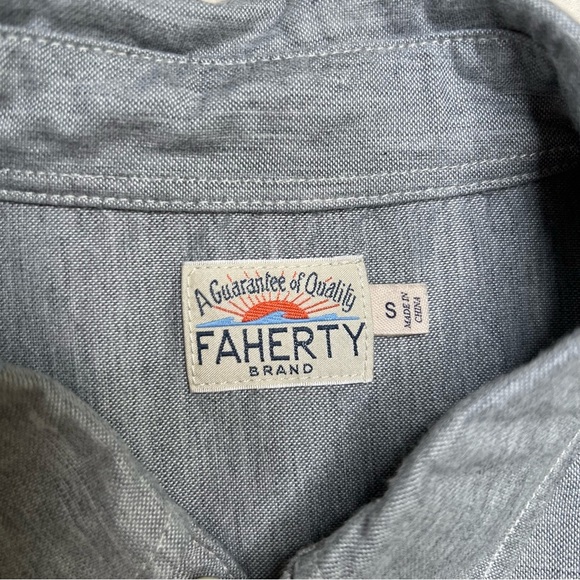 A Guarantee of Quality
FAHERTY
BRAND
S
MADE IN
CHINA